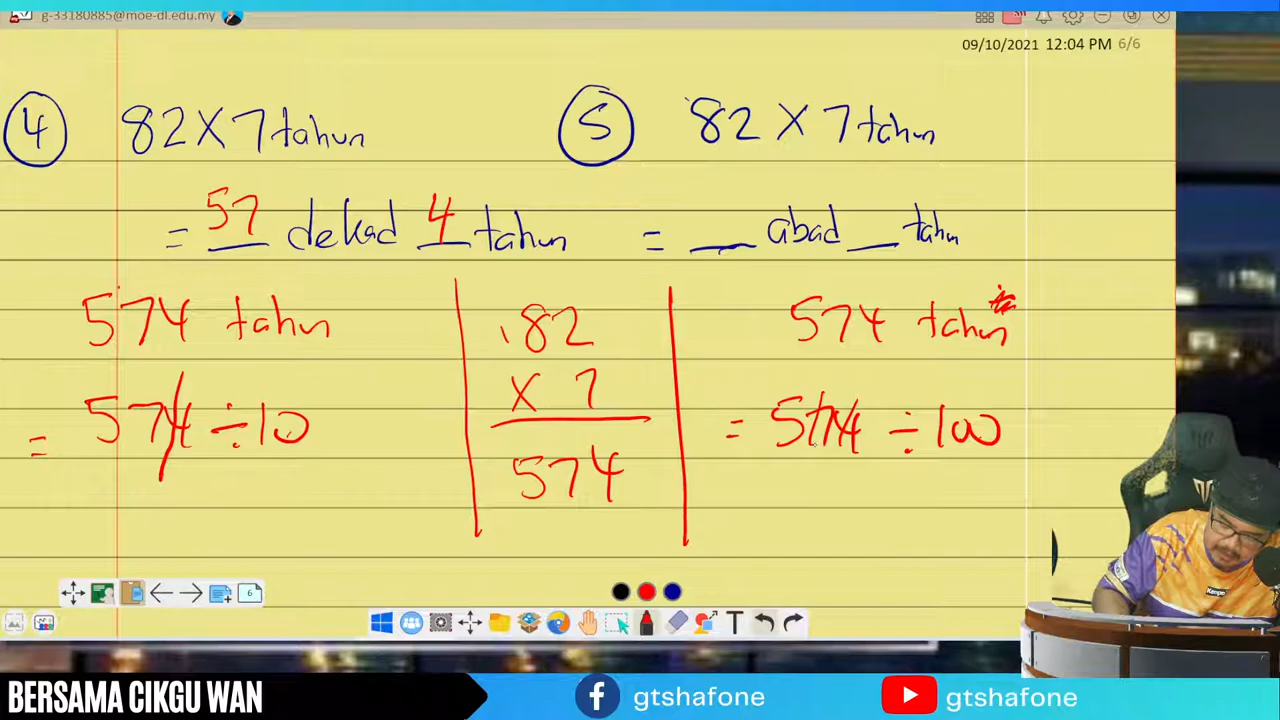 g-33180885@moe-dl.edu.my
09/10/2021 12:04 PM 6/6
4 82 X 7 tahun
= 57 dekad 4 tahun
574 tahun
= 574 ÷ 10
82
X 7
574
5 82 X 7 tahun
= __ abad __ tahun
574 tahun
= 574 ÷ 100
6
T
Kempro
BERSAMA CIKGU WAN
gtshafone
gtshafone